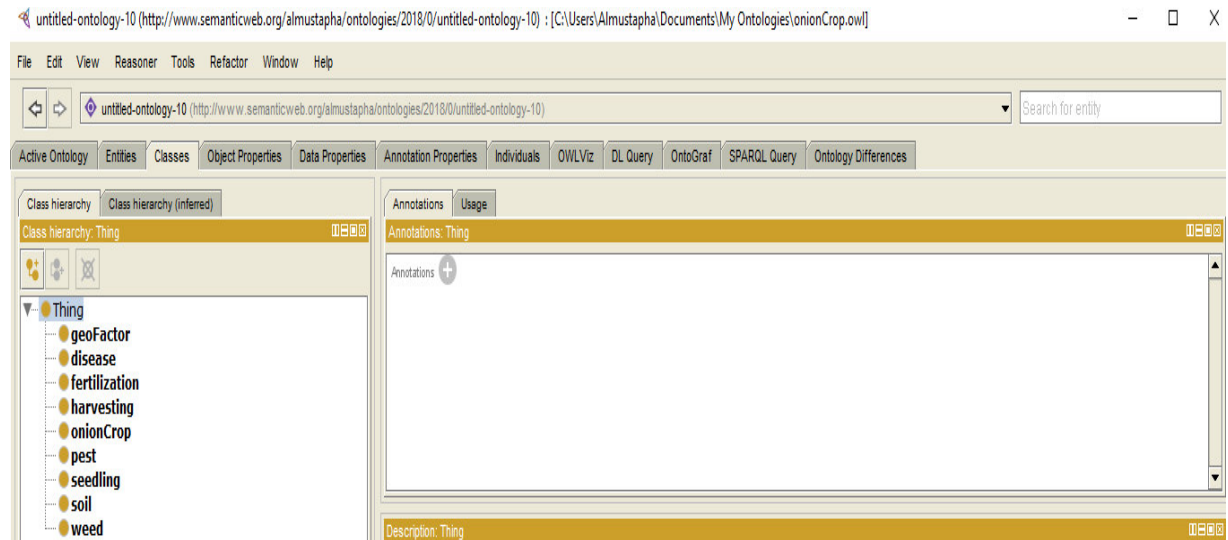 untitled-ontology-10 (http://www.semanticweb.org/almustapha/ontologies/2018/0/untitled-ontology-10) : [C:\Users\Almustapha\Documents\My Ontologies\onionCrop.owl]
File Edit View Reasoner Tools Refactor Window Help
untitled-ontology-10 (http://www.semanticweb.org/almustapha/ontologies/2018/0/untitled-ontology-10)
Search for entity
Active Ontology Entities Classes Object Properties Data Properties Annotation Properties Individuals OWLViz DL Query OntoGraf SPARQL Query Ontology Differences
Class hierarchy Class hierarchy (inferred)
Class hierarchy: Thing
Thing
geoFactor
disease
fertilization
harvesting
onionCrop
pest
seedling
soil
weed
Annotations Usage
Annotations: Thing
Annotations
Description: Thing